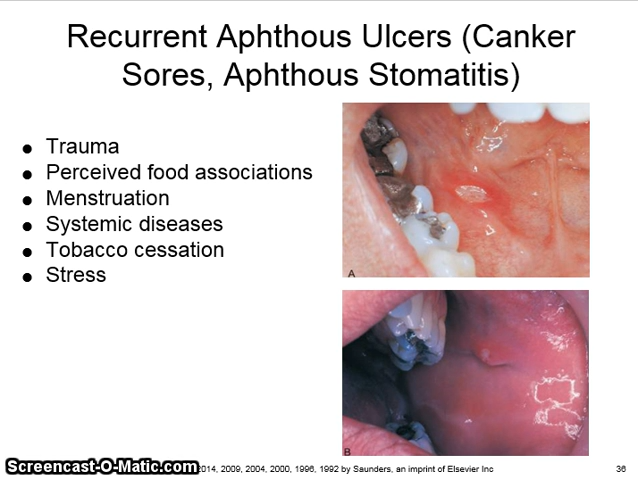 Recurrent Aphthous Ulcers (Canker
Sores, Aphthous Stomatitis)
● Trauma
● Perceived food associations
● Menstruation
● Systemic diseases
● Tobacco cessation
● Stress
A
B
Screencast-O-Matic.com 2014, 2009, 2004, 2000, 1996, 1992 by Saunders, an imprint of Elsevier Inc 36